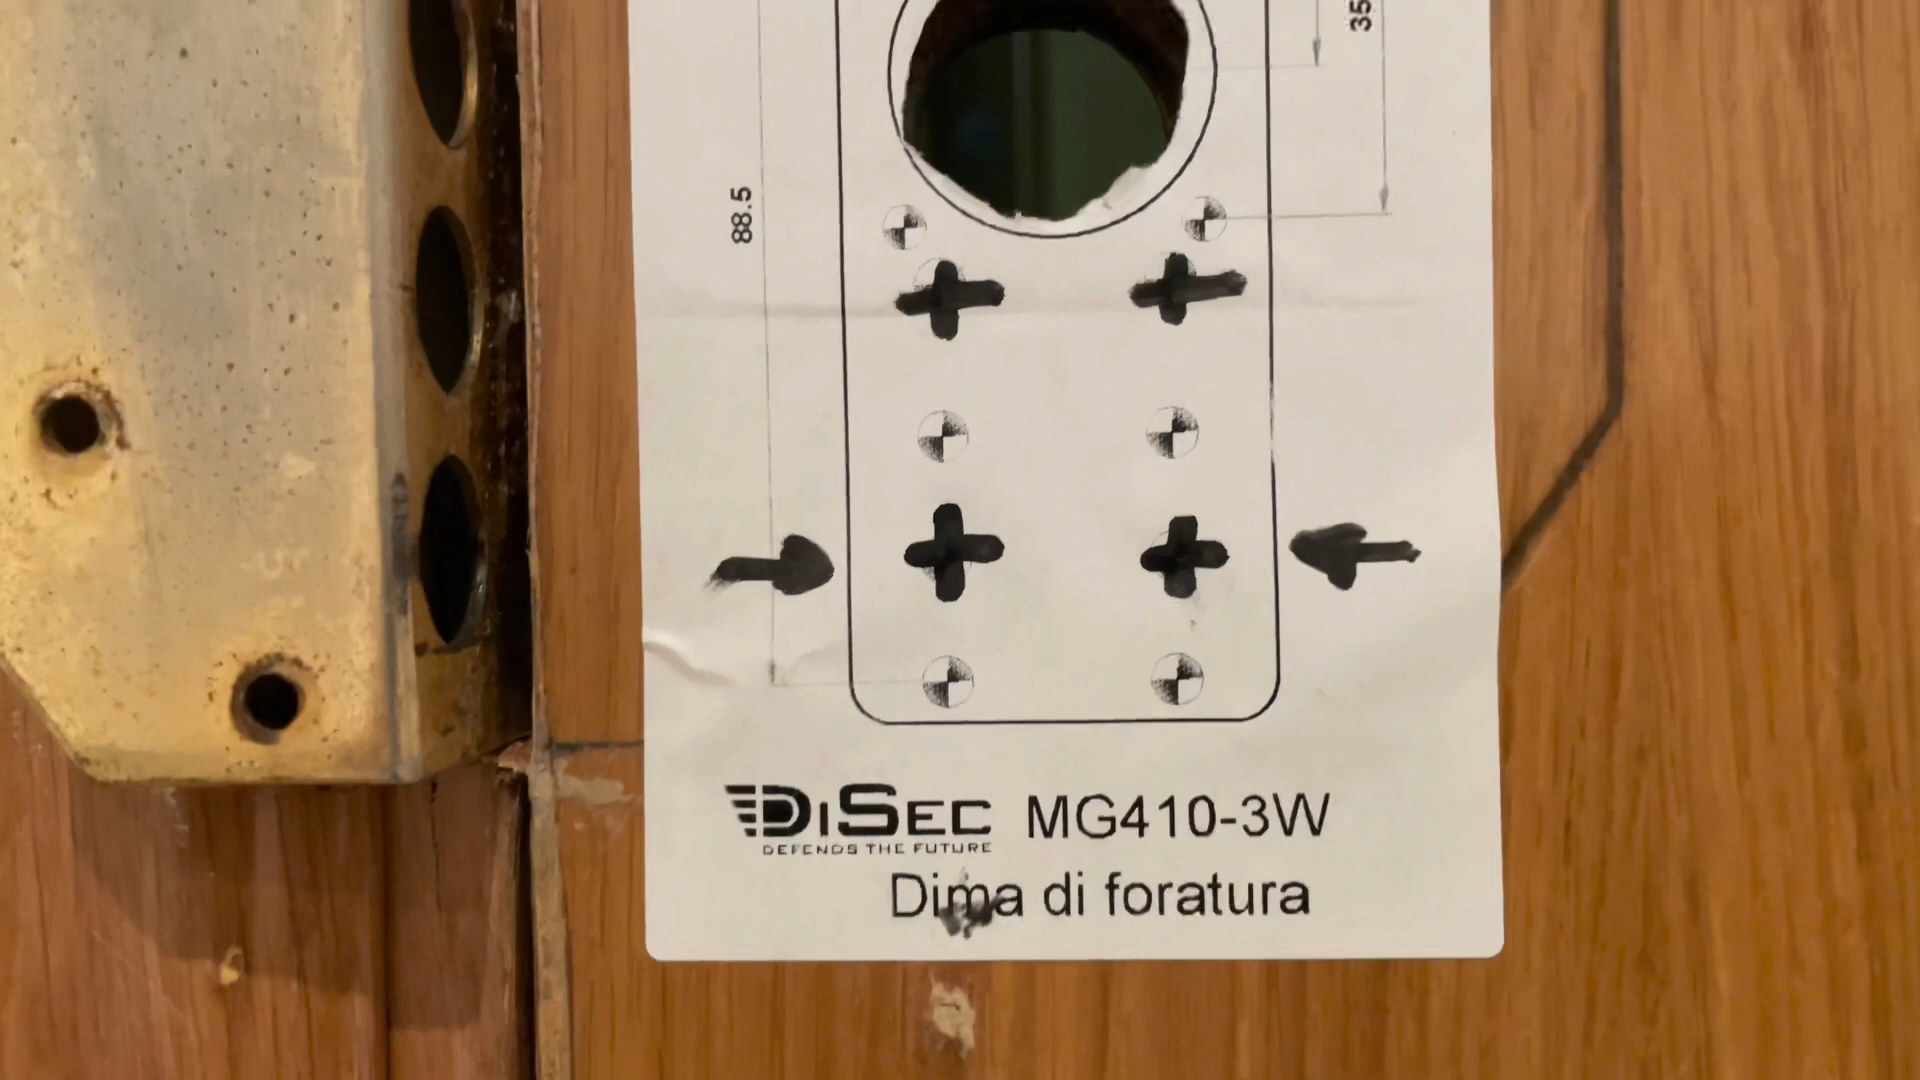 35
88.5
DiSEC MG410-3W
DEFENDS THE FUTURE
Dima di foratura